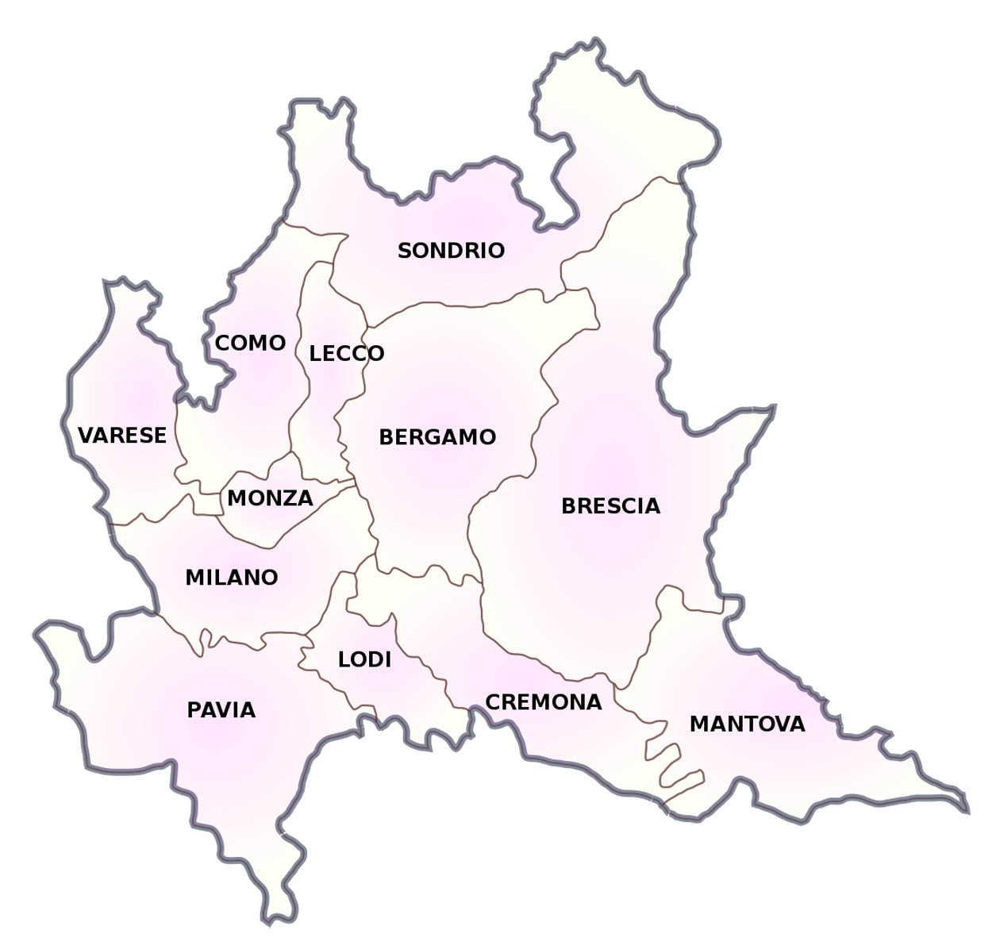 SONDRIO
COMO
LECCO
VARESE
BERGAMO
MONZA
BRESCIA
MILANO
LODI
PAVIA
CREMONA
MANTOVA